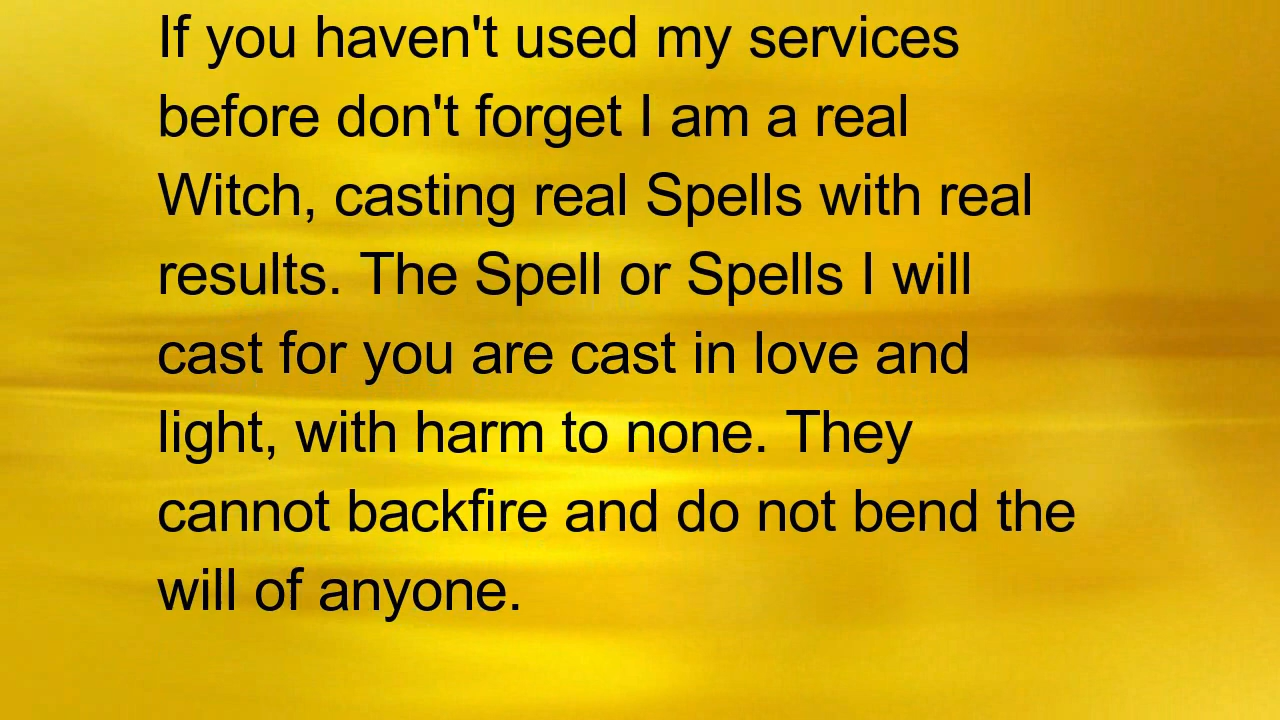 If you haven't used my services
before don't forget I am a real
Witch, casting real Spells with real
results. The Spell or Spells I will
cast for you are cast in love and
light, with harm to none. They
cannot backfire and do not bend the
will of anyone.